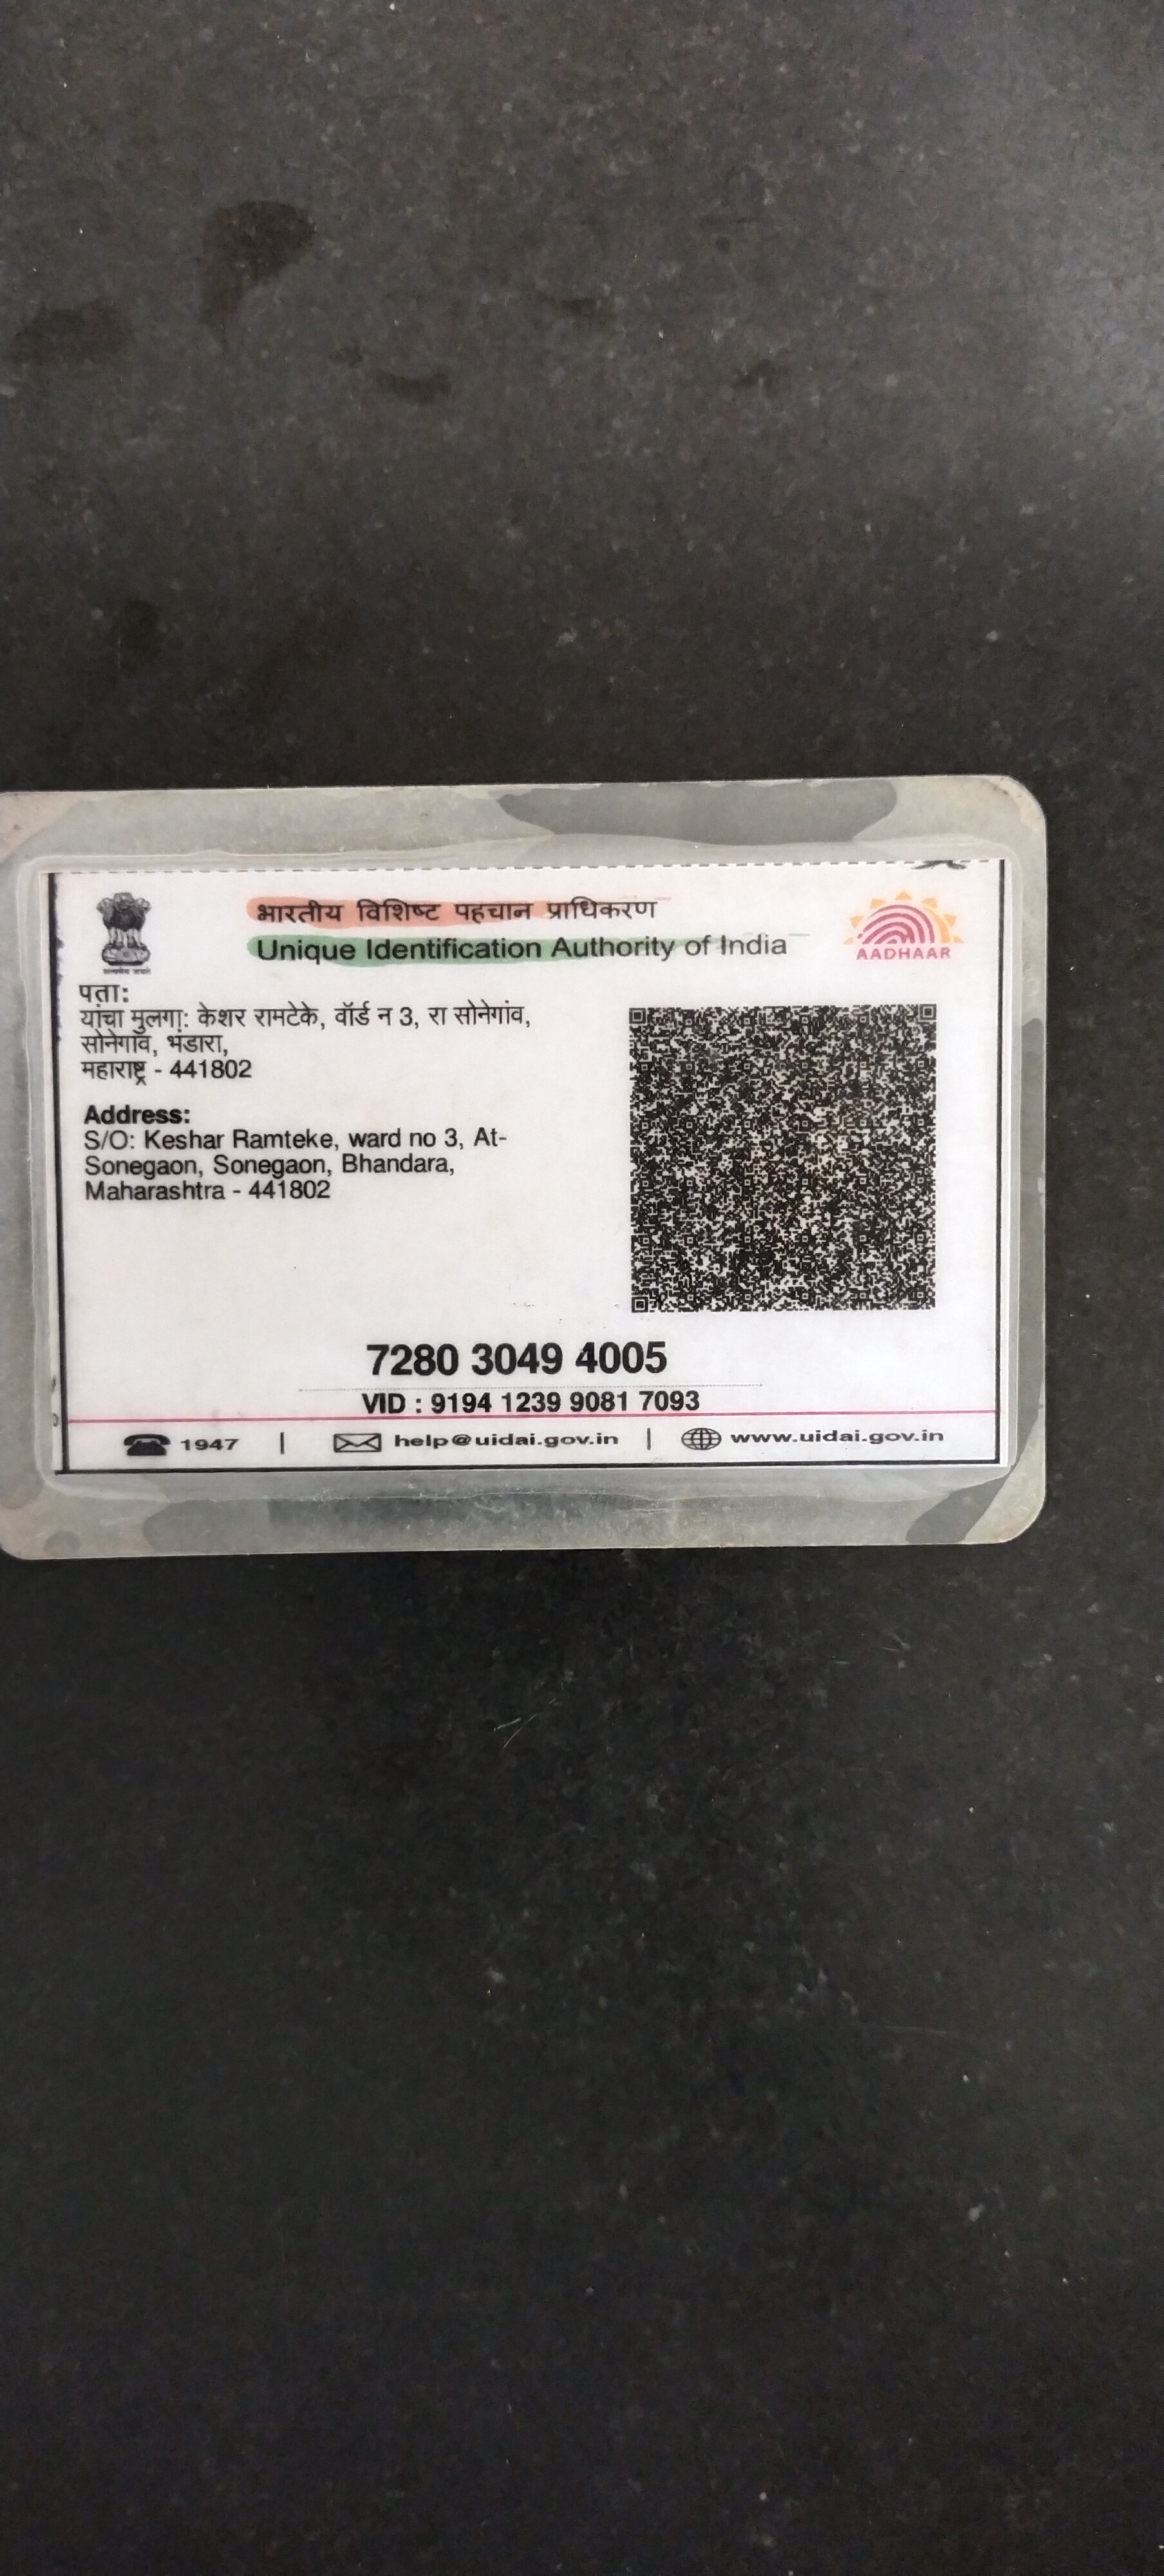 भारतीय विशिष्ट पहचान प्राधिकरण
Unique Identification Authority of India
AADHAAR
पता:
यांचा मुलगा: केशर रामटेके, वॉर्ड न 3, रा सोनेगांव,
सोनेगांव, भंडारा,
महाराष्ट्र - 441802
Address:
S/O: Keshar Ramteke, ward no 3, At-
Sonegaon, Sonegaon, Bhandara,
Maharashtra - 441802
7280 3049 4005
VID : 9194 1239 9081 7093
1947 | help@uidai.gov.in | www.uidai.gov.in